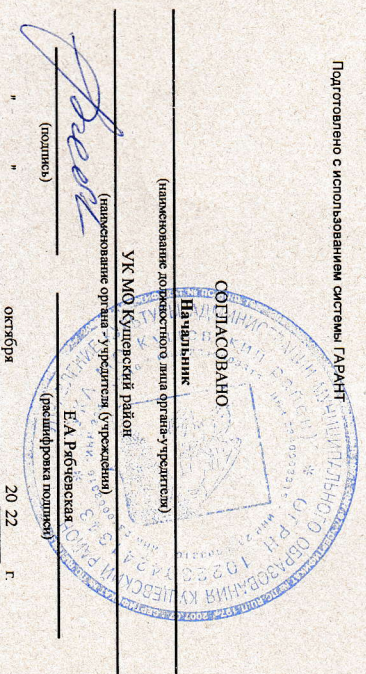 Подготовлено с использованием системы ГАРАНТ
СОГЛАСОВАНО
Начальник
(наименование должностного лица органа-учредителя)
УК МО Кущевский район
(наименование органа - учредителя (учреждения)
Е.А.Рябчевская
(подпись) (расшифровка подписи)
" " октября 20 22 г.